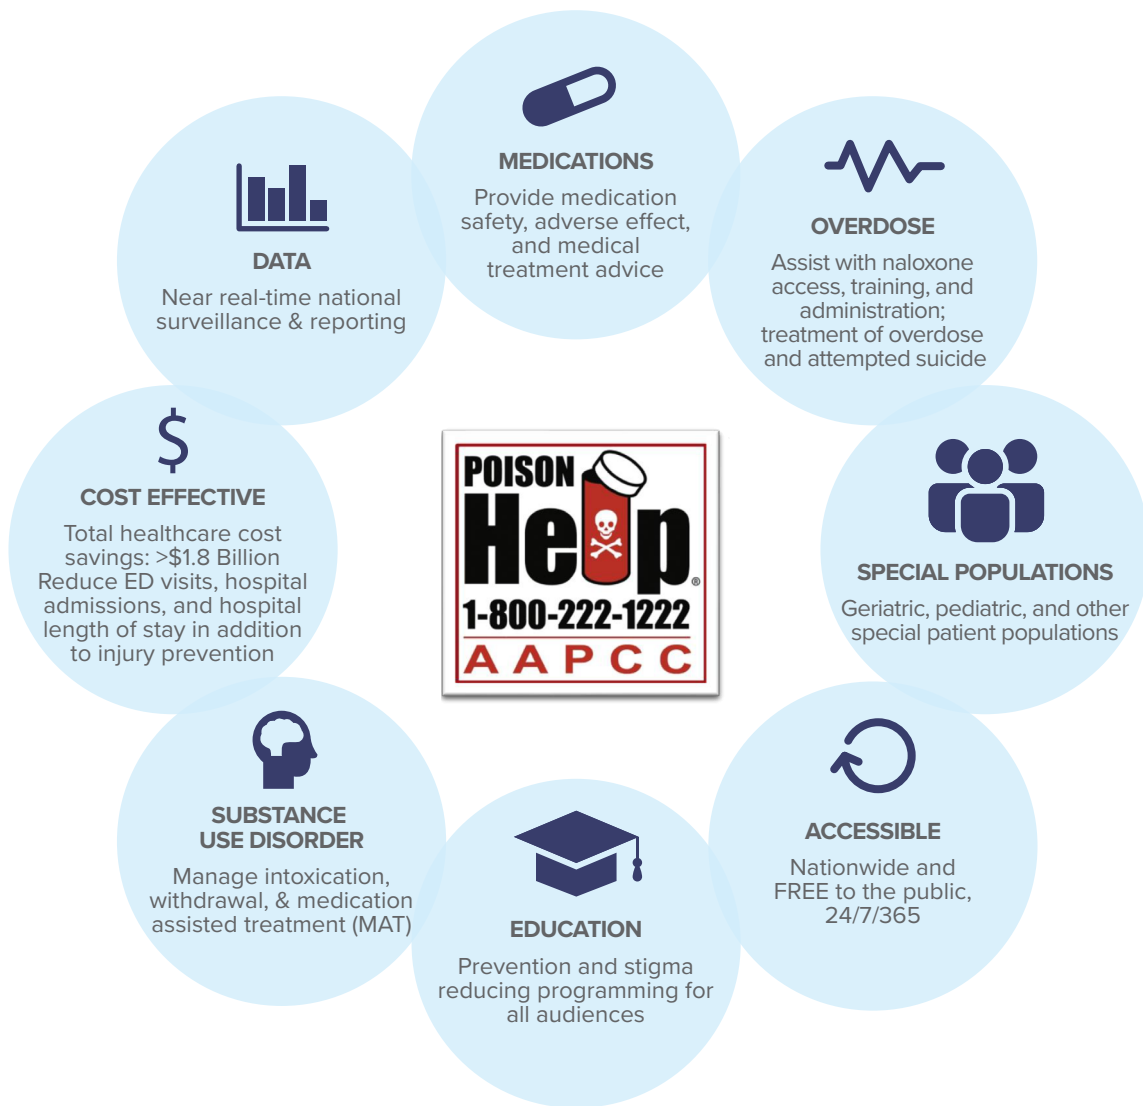 MEDICATIONS
Provide medication
safety, adverse effect,
and medical
treatment advice
OVERDOSE
Assist with naloxone
access, training, and
administration;
treatment of overdose
and attempted suicide
SPECIAL POPULATIONS
Geriatric, pediatric, and other
special patient populations
ACCESSIBLE
Nationwide and
FREE to the public,
24/7/365
EDUCATION
Prevention and stigma
reducing programming for
all audiences
SUBSTANCE
USE DISORDER
Manage intoxication,
withdrawal, & medication
assisted treatment (MAT)
$
COST EFFECTIVE
Total healthcare cost
savings: >$1.8 Billion
Reduce ED visits, hospital
admissions, and hospital
length of stay in addition
to injury prevention
DATA
Near real-time national
surveillance & reporting
POISON
Help®
1-800-222-1222
AAPCC